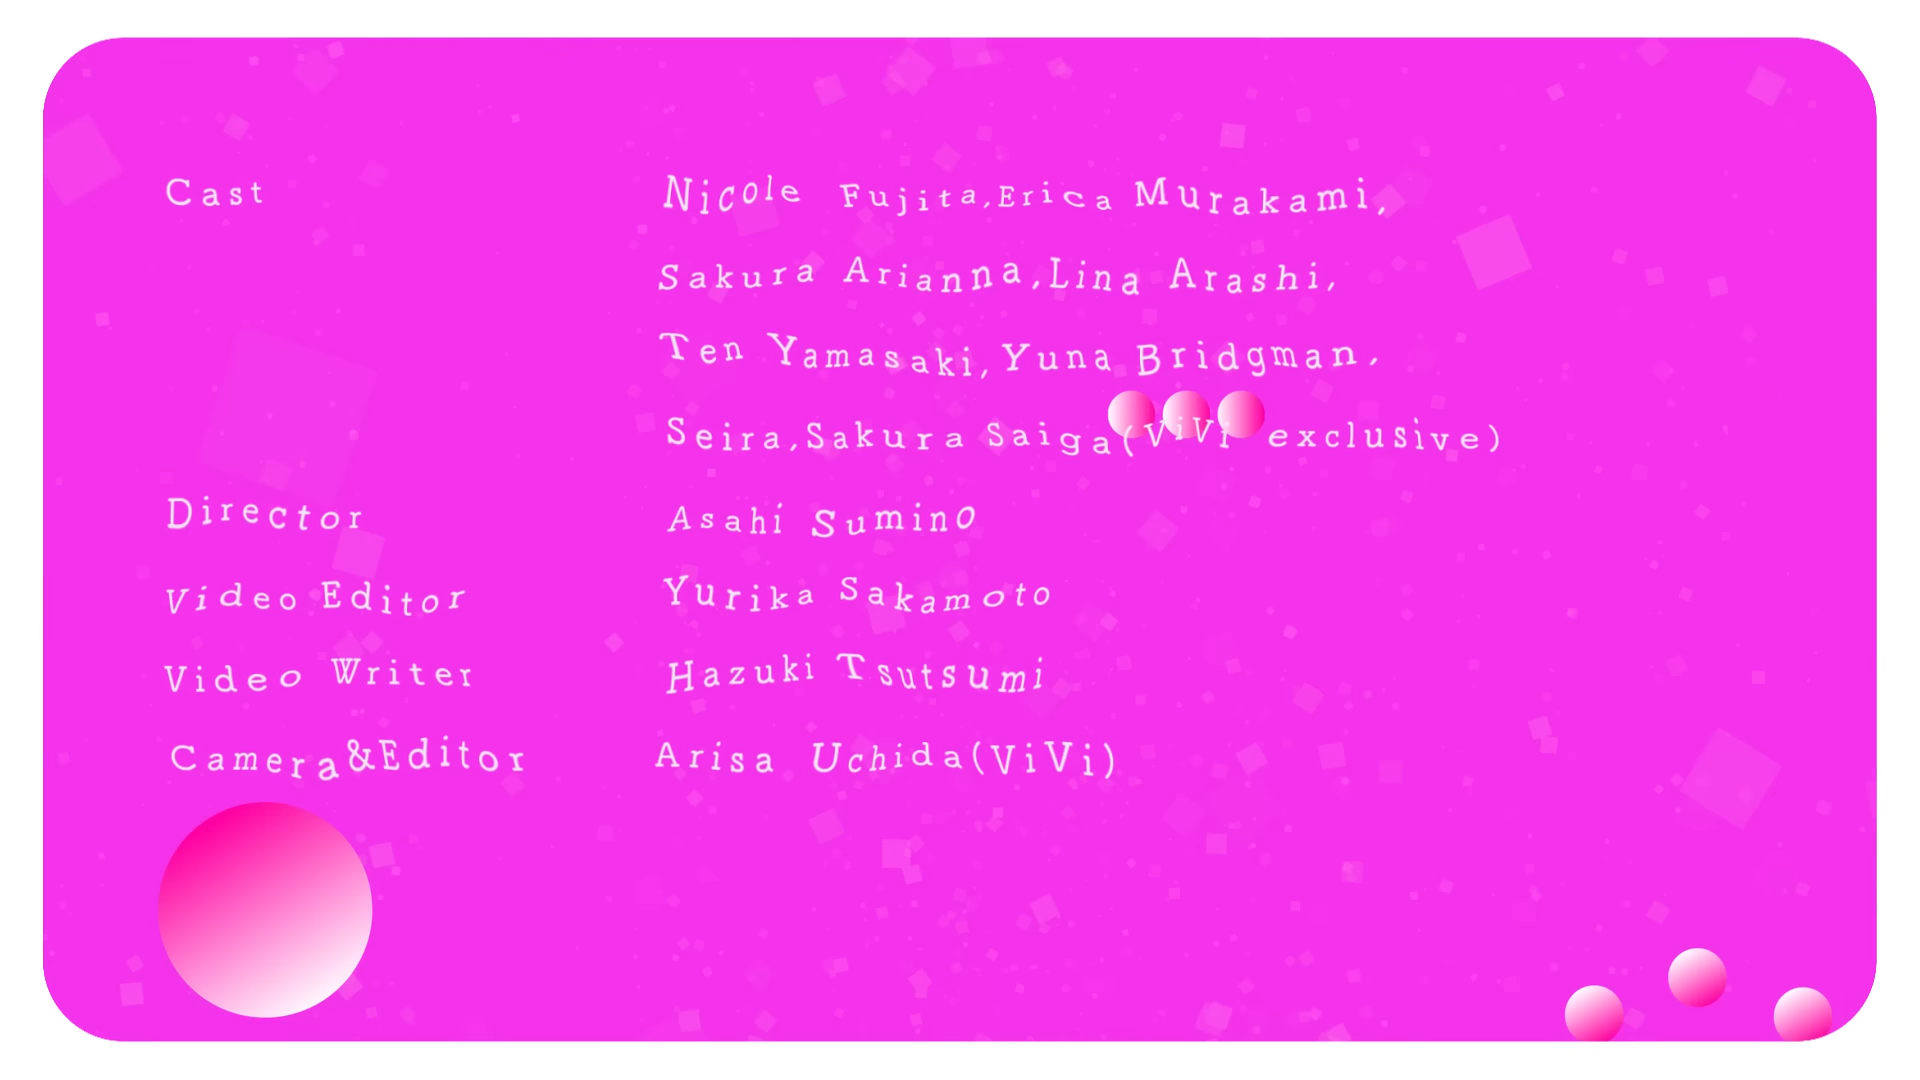 Cast Nicole Fujita,Erica Murakami,
Sakura Arianna,Lina Arashi,
Ten Yamasaki,Yuna Bridgman,
Seira,Sakura Saiga(ViVi exclusive)
Director Asahi Sumino
Video Editor Yurika Sakamoto
Video Writer Hazuki Tsutsumi
Camera&Editor Arisa Uchida(ViVi)